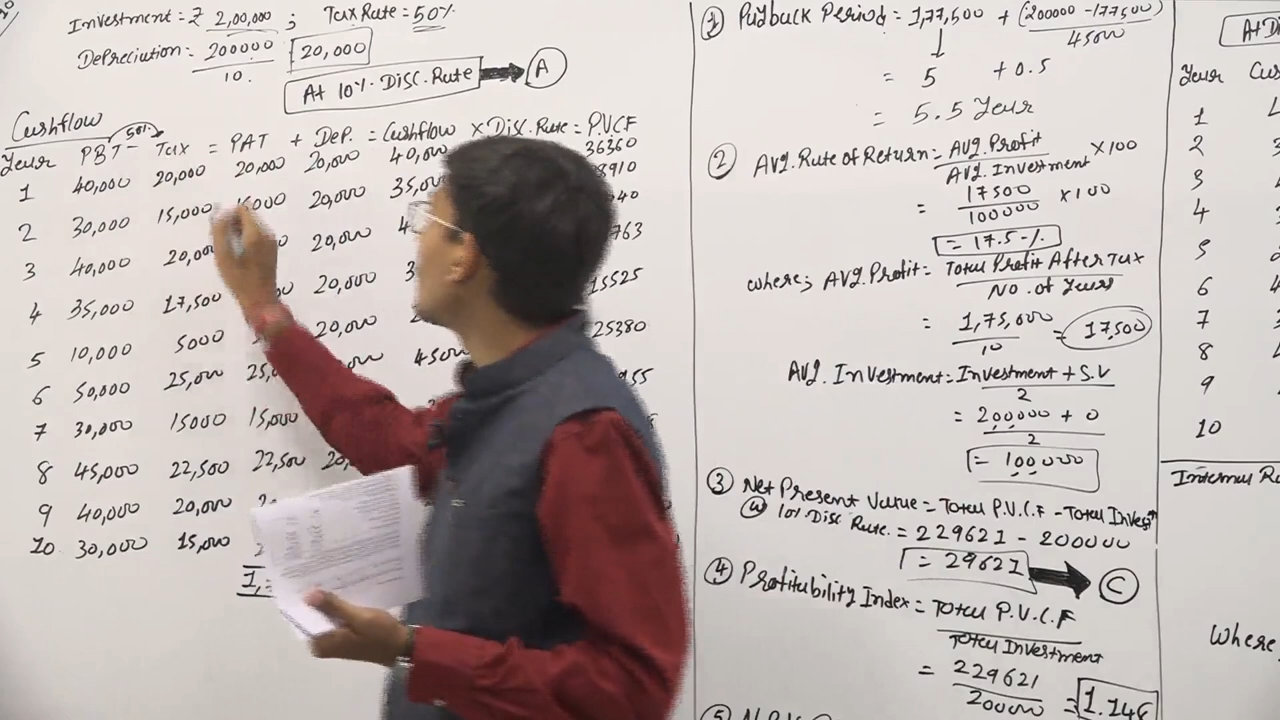 Investment = ₹ 2,00,000 ; Tax Rate = 50%
Depreciation = 200000 / 10 = 20,000
At 10% Disc. Rate → A
Cashflow
50%
Year PBT - Tax = PAT + Dep. = Cashflow × Disc. Rate = P.V.C.F
1 40,000 20,000 20,000 20,000 40,000 36360
2 30,000 15,000 15000 20,000 35,000 8910
3 40,000 20,000 20,000
4 35,000 17,500 20,000 763
5 10,000 5000 20,000 15525
6 50,000 25,000 45000 25380
7 30,000 15000 15,000 955
8 45,000 22,500 22,500
9 40,000 20,000
10. 30,000 15,000
1 Payback Period = 1,77,500 + (200000 - 177500) / 45000
↓
= 5 + 0.5
= 5.5 Year
2 Avg. Rate of Return = Avg. Profit / Avg. Investment × 100
= 17500 / 100000 × 100
= 17.5%
where; Avg. Profit = Total Profit After Tax / No. of Years
= 1,75,000 / 10 = 17500
Avg. Investment = Investment + S.V / 2
= 200000 + 0 / 2
= 100,000
3 Net Present Value = Total P.V.C.F - Total Invest
@ 10% Disc Rate. = 229621 - 200000
= 29621 → C
4 Profitability Index = Total P.V.C.F / Total Investment
= 229621 / 200000 = 1.148
5
Year
1
2
3
4
5
6
7
8
9
10
Where